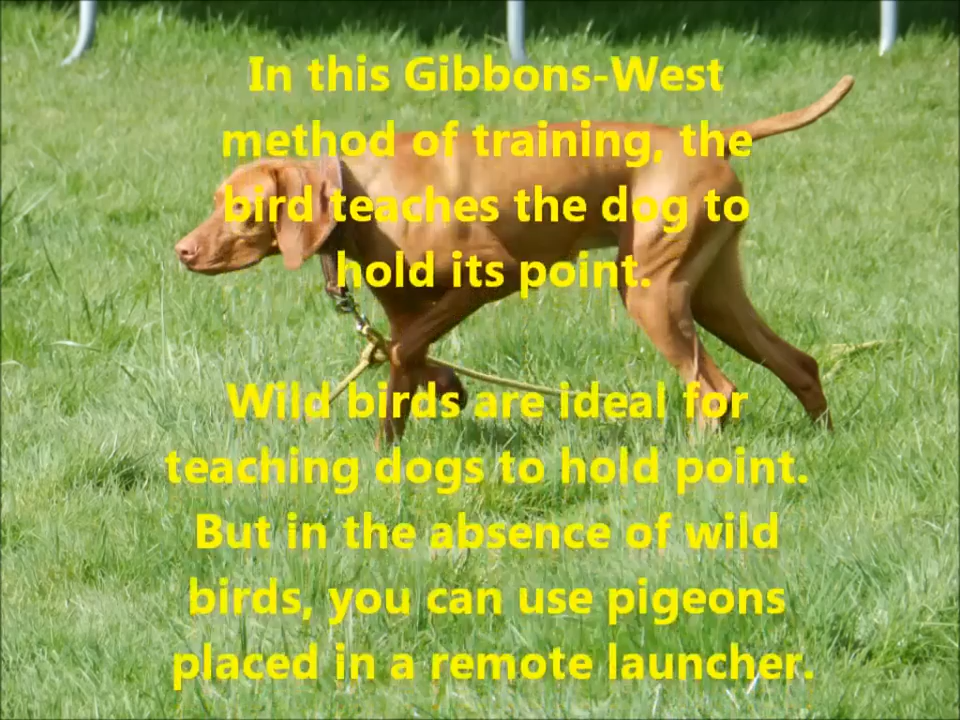 In this Gibbons-West
method of training, the
bird teaches the dog to
hold its point.
Wild birds are ideal for
teaching dogs to hold point.
But in the absence of wild
birds, you can use pigeons
placed in a remote launcher.